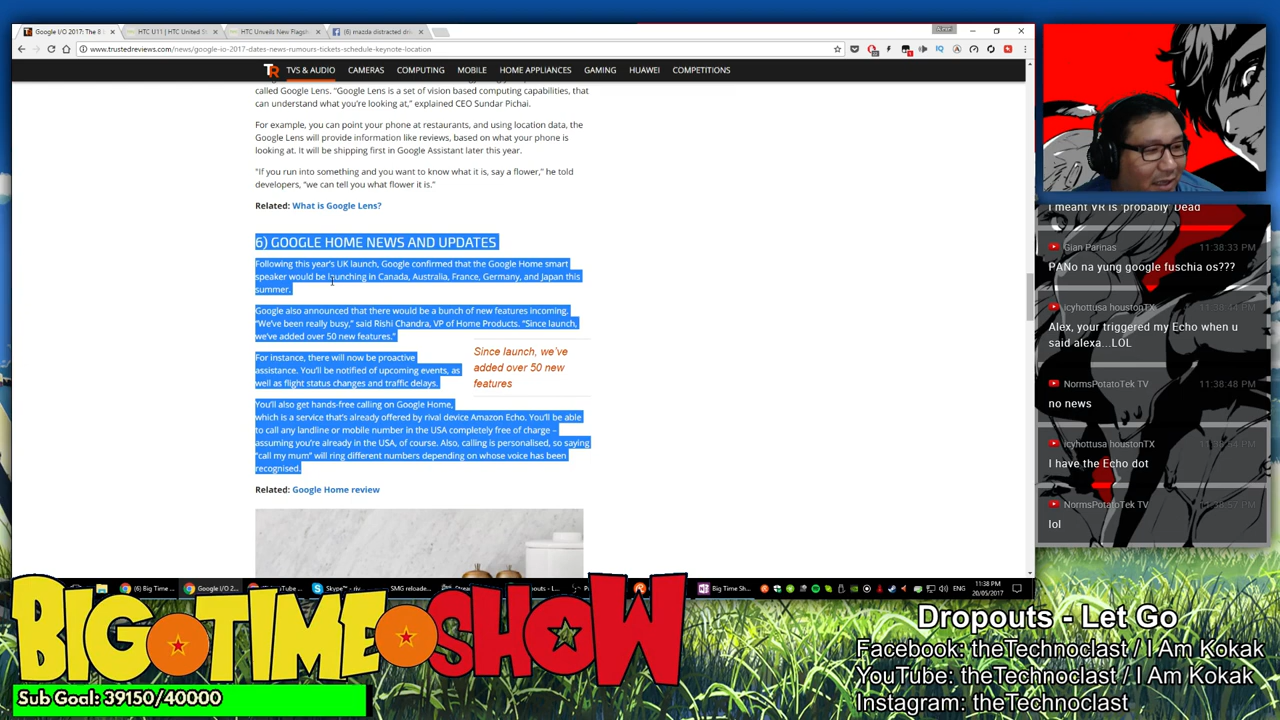 Google I/O 2017: The 8
HTC U11 | HTC United St
HTC Unveils New Flagsh
mazda distracted dri
www.trustedreviews.com/news/google-io-2017-dates-news-rumours-tickets-schedule-keynote-location
TR TVS & AUDIO CAMERAS COMPUTING MOBILE HOME APPLIANCES GAMING HUAWEI COMPETITIONS
called Google Lens. "Google Lens is a set of vision based computing capabilities, that
can understand what you're looking at," explained CEO Sundar Pichai.
For example, you can point your phone at restaurants, and using location data, the
Google Lens will provide information like reviews, based on what your phone is
looking at. It will be shipping first in Google Assistant later this year.
"If you run into something and you want to know what it is, say a flower," he told
developers, "we can tell you what flower it is."
Related: What is Google Lens?
6) GOOGLE HOME NEWS AND UPDATES
Following this year's UK launch, Google confirmed that the Google Home smart
speaker would be launching in Canada, Australia, France, Germany, and Japan this
summer.
Google also announced that there would be a bunch of new features incoming.
"We've been really busy," said Rishi Chandra, VP of Home Products. "Since launch,
we've added over 50 new features."
For instance, there will now be proactive
assistance. You'll be notified of upcoming events, as
well as flight status changes and traffic delays.
Since launch, we've
added over 50 new
features
You'll also get hands-free calling on Google Home,
which is a service that's already offered by rival device Amazon Echo. You'll be able
to call any landline or mobile number in the USA completely free of charge –
assuming you're already in the USA, of course. Also, calling is personalised, so saying
"call my mum" will ring different numbers depending on whose voice has been
recognised.
Related: Google Home review
I meant VR is 'probably' Dead
Gian Parinas 11:38:33 PM
PANo na yung google fuschia os???
icyhottusa houstonTX 11:38:44 PM
Alex, your triggered my Echo when u
said alexa...LOL
NormsPotatoTek TV 11:38:48 PM
no news
icyhottusa houstonTX
I have the Echo dot
NormsPotatoTek TV 11:38:57 PM
lol
(6) Big Time
Google I/O 2
YouTube
Skype™
SMG reloade
Big Time Sh
ENG
11:38 PM
20/05/2017
BIG TIME SHOW
Sub Goal: 39150/40000
Dropouts - Let Go
Facebook: theTechnoclast / I Am Kokak
YouTube: theTechnoclast / I Am Kokak
Instagram: theTechnoclast